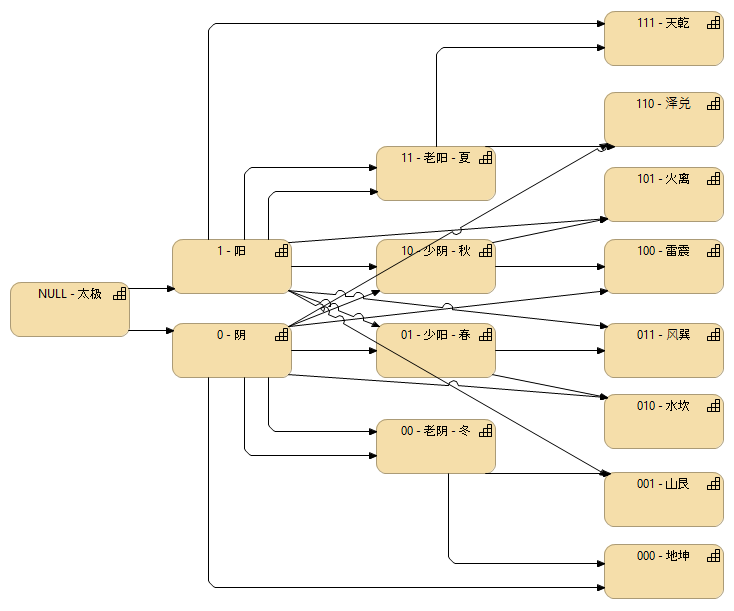 111 - 天乾
110 - 泽兑
11 - 老阳 - 夏
101 - 火离
1 - 阳
10 - 少阴 - 秋
100 - 雷震
NULL - 太极
0 - 阴
01 - 少阳 - 春
011 - 风巽
010 - 水坎
00 - 老阴 - 冬
001 - 山艮
000 - 地坤